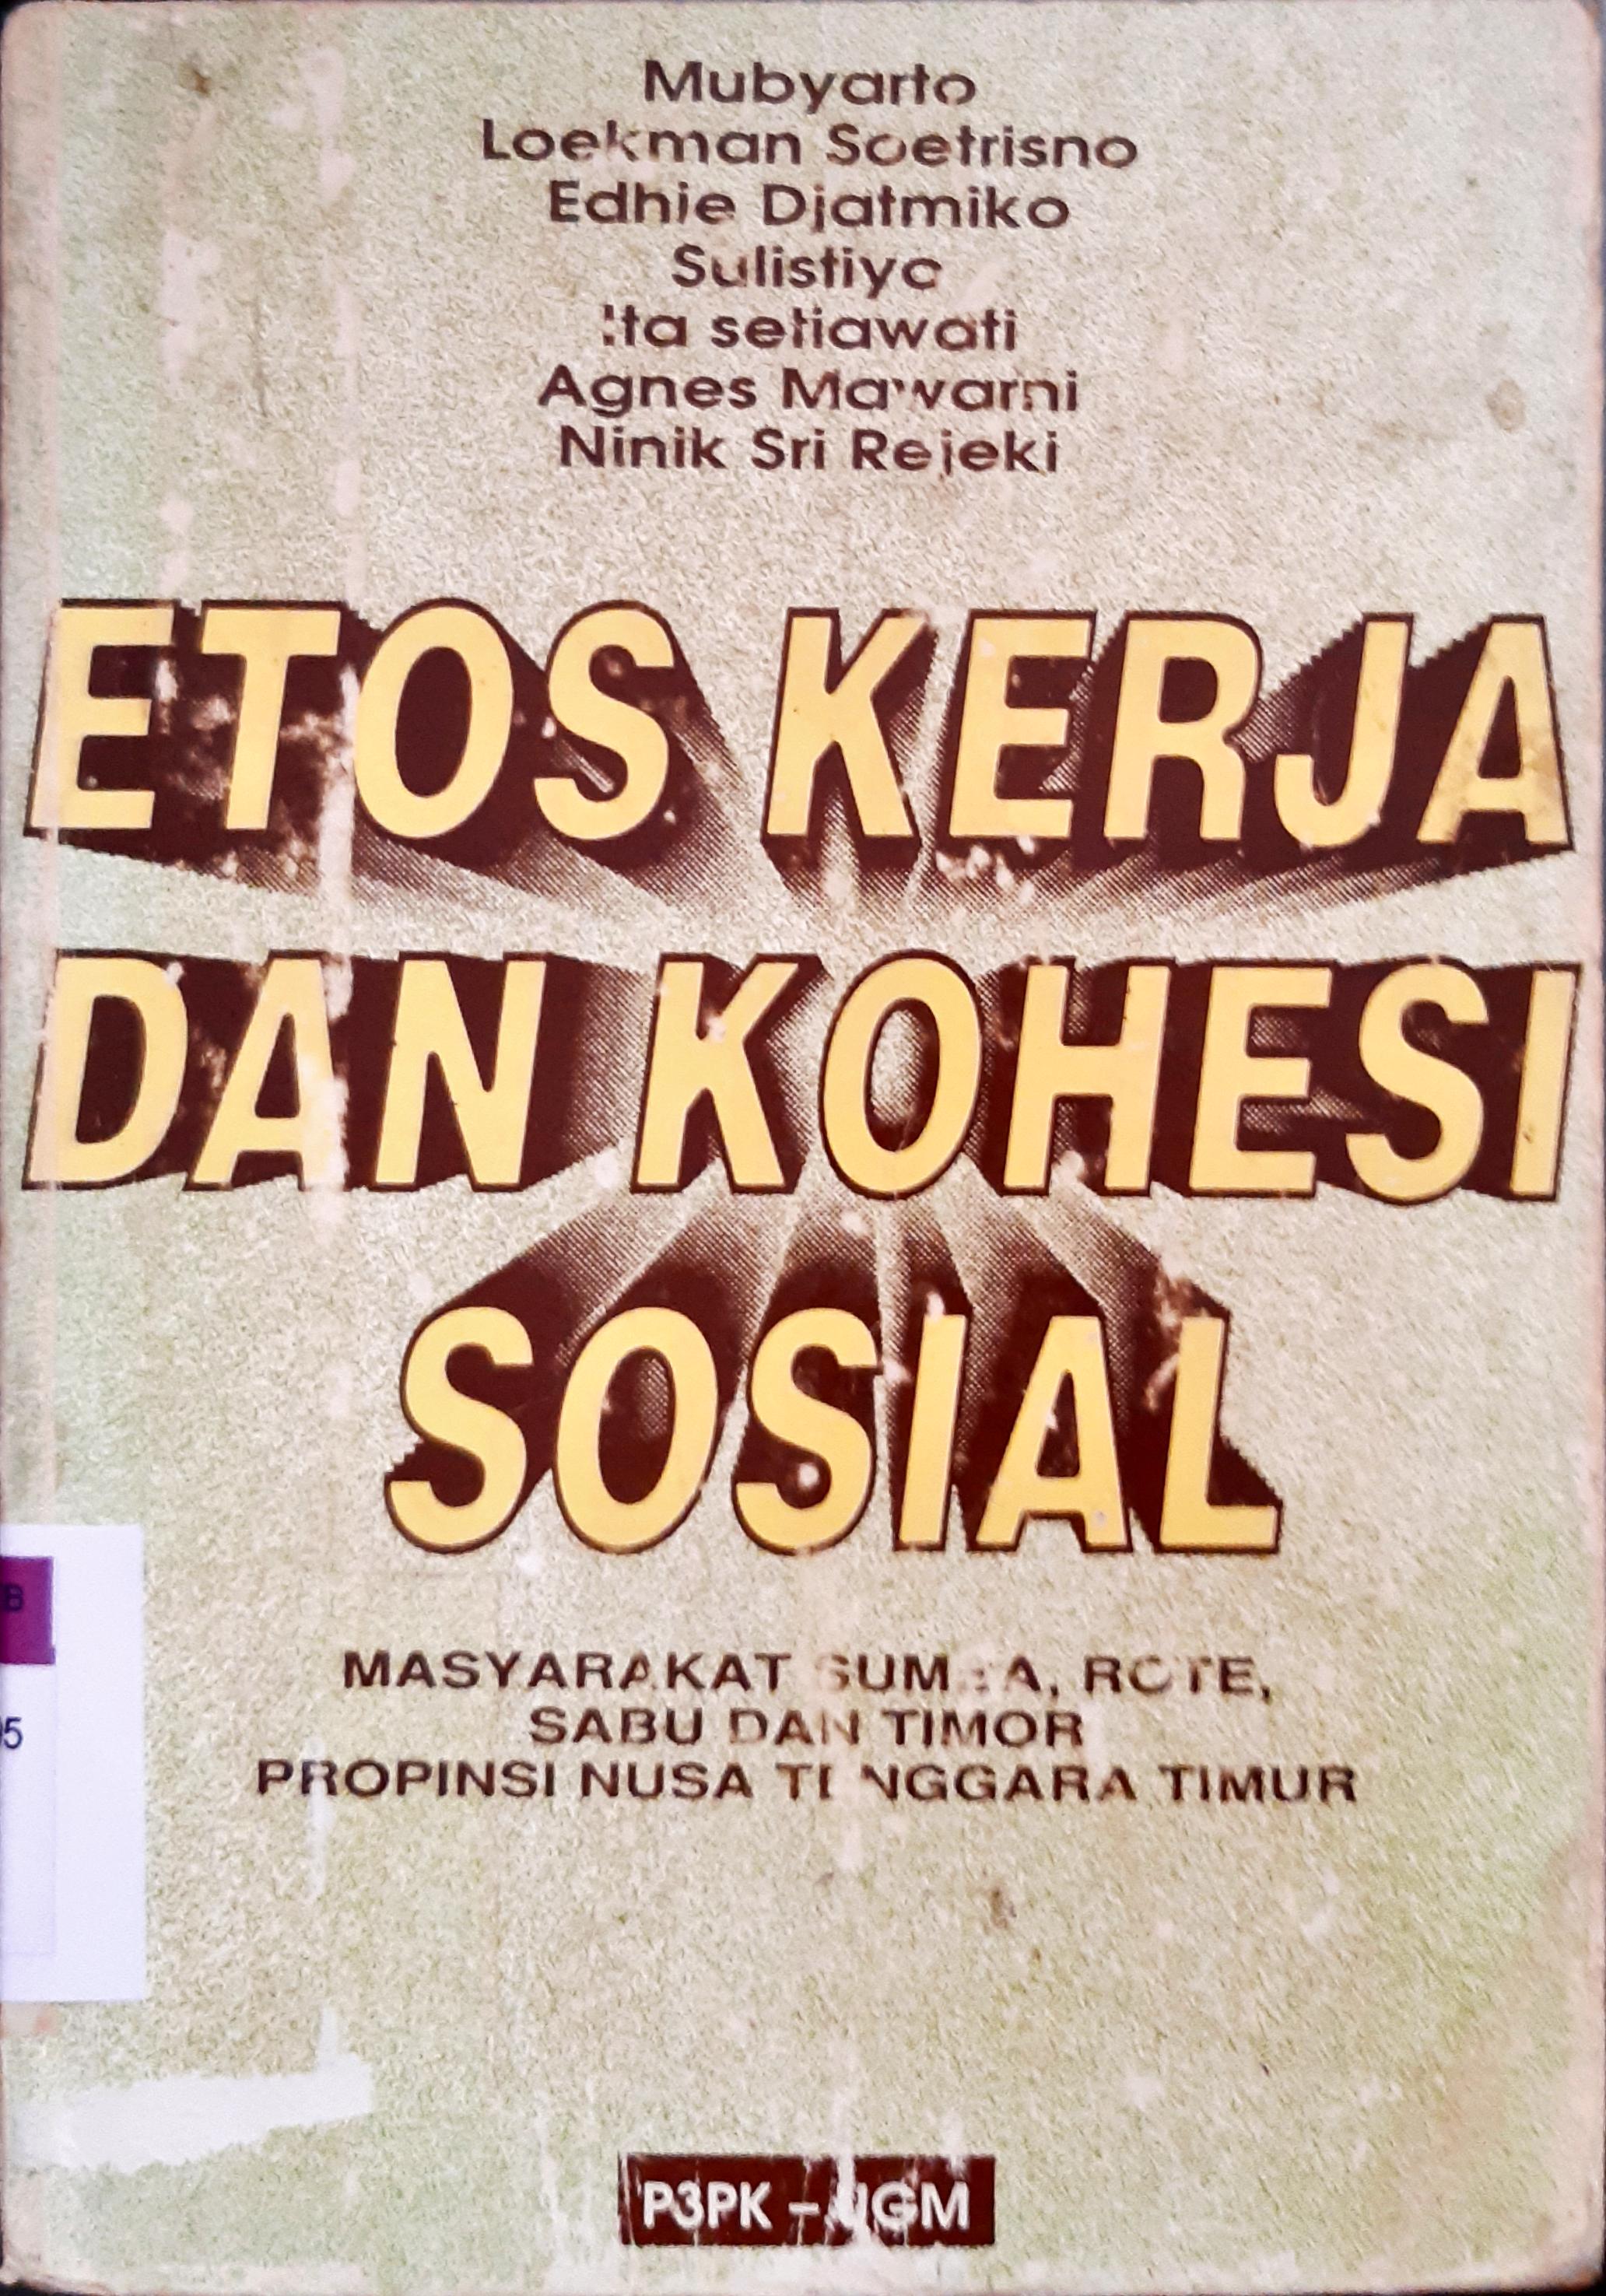 Mubyarto
Loekman Soetrisno
Edhie Djatmiko
Sulistiyo
Ita setiawati
Agnes Mawarni
Ninik Sri Rejeki
ETOS KERJA
DAN KOHESI
SOSIAL
MASYARAKAT SUMBA, ROTE,
SABU DAN TIMOR
PROPINSI NUSA TENGGARA TIMUR
P3PK – UGM